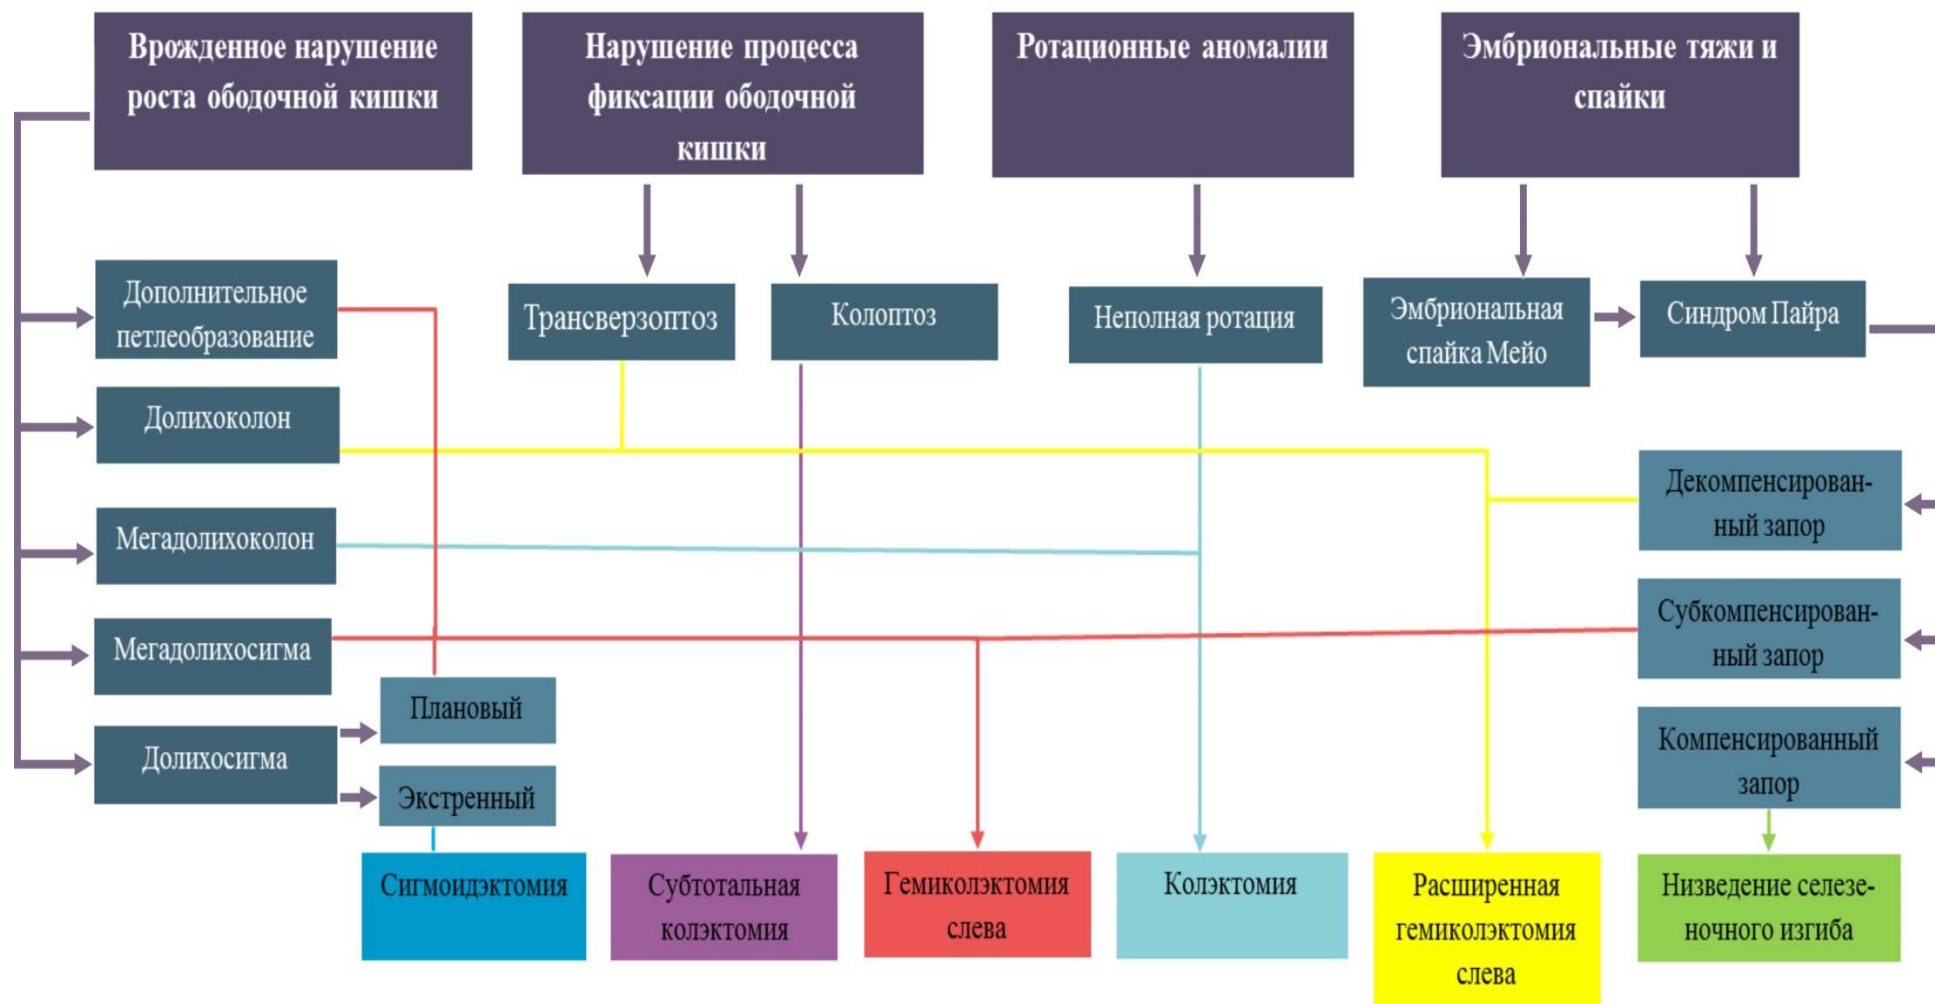 Врожденное нарушение
роста ободочной кишки
Нарушение процесса
фиксации ободочной
кишки
Ротационные аномалии
Эмбриональные тяжи и
спайки
Дополнительное
петлеобразование
Трансверзоптоз
Колоптоз
Неполная ротация
Эмбриональная
спайка Мейо
Синдром Пайра
Долихоколон
Мегадолихоколон
Мегадолихосигма
Долихосигма
Плановый
Экстренный
Декомпенсирован-
ный запор
Субкомпенсирован-
ный запор
Компенсированный
запор
Сигмоидэктомия
Субтотальная
колэктомия
Гемиколэктомия
слева
Колэктомия
Расширенная
гемиколэктомия
слева
Низведение селезе-
ночного изгиба